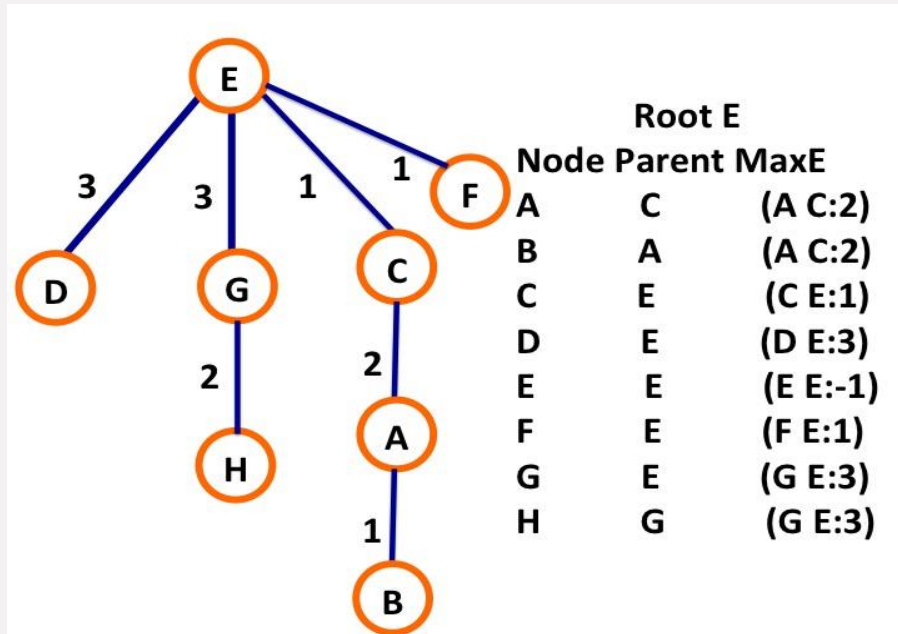 E
3
3
1
1
D
G
C
F
2
2
H
A
1
B
Root E
Node Parent MaxE
A C (A C:2)
B A (A C:2)
C E (C E:1)
D E (D E:3)
E E (E E:-1)
F E (F E:1)
G E (G E:3)
H G (G E:3)